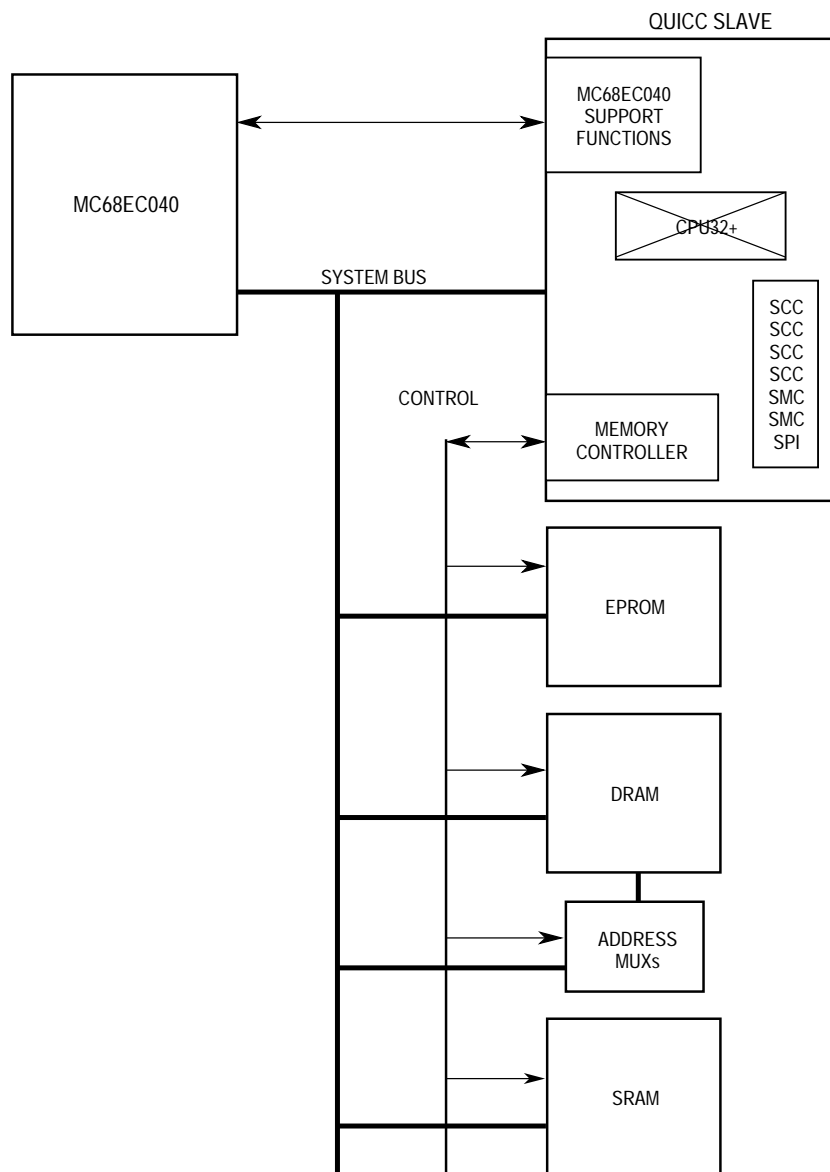 QUICC SLAVE
MC68EC040
SUPPORT
FUNCTIONS
MC68EC040
CPU32+
SYSTEM BUS
SCC
SCC
SCC
SCC
SMC
SMC
SPI
CONTROL
MEMORY
CONTROLLER
EPROM
DRAM
ADDRESS
MUXs
SRAM